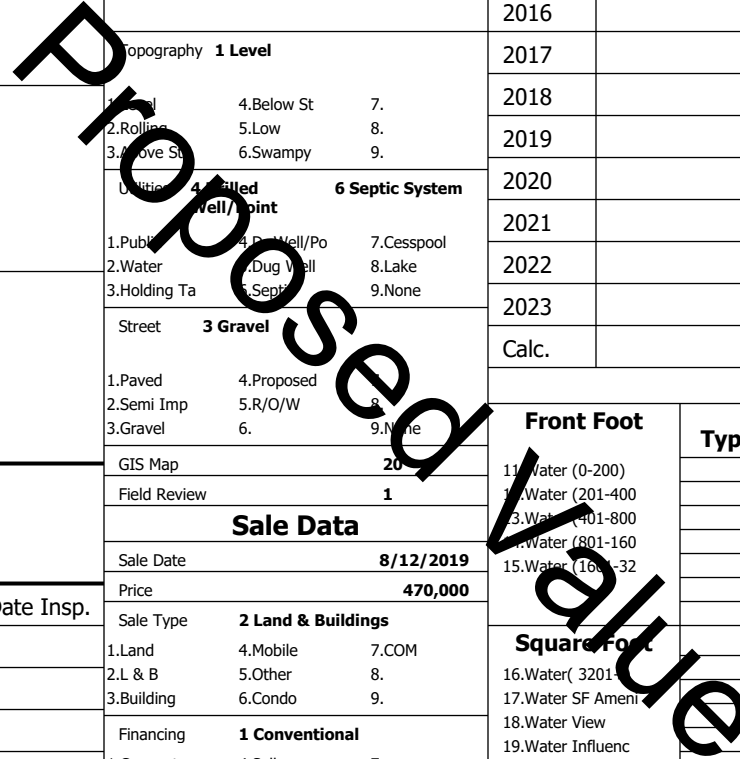 Topography 1 Level
1.Level 4.Below St 7.
2.Rolling 5.Low 8.
3.Above St 6.Swampy 9.
Utilities 4 Drilled Well/Point 6 Septic System
1.Public 4.Dr Well/Po 7.Cesspool
2.Water 5.Dug Well 8.Lake
3.Holding Ta 6.Septic 9.None
Street 3 Gravel
1.Paved 4.Proposed 7.
2.Semi Imp 5.R/O/W 8.
3.Gravel 6. 9.None
GIS Map 20
Field Review 1
Sale Data
Sale Date 8/12/2019
Price 470,000
Sale Type 2 Land & Buildings
1.Land 4.Mobile 7.COM
2.L & B 5.Other 8.
3.Building 6.Condo 9.
Financing 1 Conventional
Date Insp.
2016
2017
2018
2019
2020
2021
2022
2023
Calc.
Front Foot
Typ
11.Water (0-200)
12.Water (201-400
13.Water (401-800
14.Water (801-160
15.Water (1601-32
Square Foot
16.Water( 3201-
17.Water SF Ameni
18.Water View
19.Water Influenc
Proposed Value